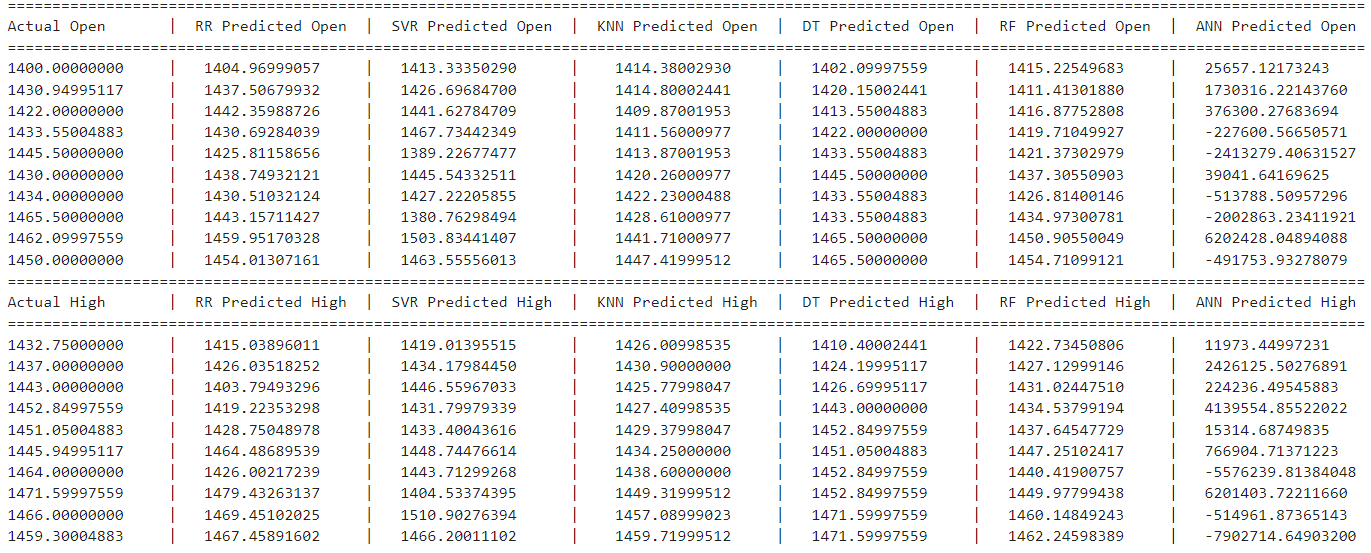 Actual Open | RR Predicted Open | SVR Predicted Open | KNN Predicted Open | DT Predicted Open | RF Predicted Open | ANN Predicted Open
1400.00000000 | 1404.96999057 | 1413.33350290 | 1414.38002930 | 1402.09997559 | 1415.22549683 | 25657.12173243
1430.94995117 | 1437.50679932 | 1426.69684700 | 1414.80002441 | 1420.15002441 | 1411.41301880 | 1730316.22143760
1422.00000000 | 1442.35988726 | 1441.62784709 | 1409.87001953 | 1413.55004883 | 1416.87752808 | 376300.27683694
1433.55004883 | 1430.69284039 | 1467.73442349 | 1411.56000977 | 1422.00000000 | 1419.71049927 | -227600.56650571
1445.50000000 | 1425.81158656 | 1389.22677477 | 1413.87001953 | 1433.55004883 | 1421.37302979 | -2413279.40631527
1430.00000000 | 1438.74932121 | 1445.54332511 | 1420.26000977 | 1445.50000000 | 1437.30550903 | 39041.64169625
1434.00000000 | 1430.51032124 | 1427.22205855 | 1422.23000488 | 1433.55004883 | 1426.81400146 | -513788.50957296
1465.50000000 | 1443.15711427 | 1380.76298494 | 1428.61000977 | 1433.55004883 | 1434.97300781 | -2002863.23411921
1462.09997559 | 1459.95170328 | 1503.83441407 | 1441.71000977 | 1465.50000000 | 1450.90550049 | 6202428.04894088
1450.00000000 | 1454.01307161 | 1463.55556013 | 1447.41999512 | 1465.50000000 | 1454.71099121 | -491753.93278079
Actual High | RR Predicted High | SVR Predicted High | KNN Predicted High | DT Predicted High | RF Predicted High | ANN Predicted High
1432.75000000 | 1415.03896011 | 1419.01395515 | 1426.00998535 | 1410.40002441 | 1422.73450806 | 11973.44997231
1437.00000000 | 1426.03518252 | 1434.17984450 | 1430.90000000 | 1424.19995117 | 1427.12999146 | 2426125.50276891
1443.00000000 | 1403.79493296 | 1446.55967033 | 1425.77998047 | 1426.69995117 | 1431.02447510 | 224236.49545883
1452.84997559 | 1419.22353298 | 1431.79979339 | 1427.40998535 | 1443.00000000 | 1434.53799194 | 4139554.85522022
1451.05004883 | 1428.75048978 | 1433.40043616 | 1429.37998047 | 1452.84997559 | 1437.64547729 | 15314.68749835
1445.94995117 | 1464.48689539 | 1448.74476614 | 1434.25000000 | 1451.05004883 | 1447.25102417 | 766904.71371223
1464.00000000 | 1426.00217239 | 1443.71299268 | 1438.60000000 | 1452.84997559 | 1440.41900757 | -5576239.81384048
1471.59997559 | 1479.43263137 | 1404.53374395 | 1449.31999512 | 1452.84997559 | 1449.97799438 | 6201403.72211660
1466.00000000 | 1469.45102025 | 1510.90276394 | 1457.08999023 | 1471.59997559 | 1460.14849243 | -514961.87365143
1459.30004883 | 1467.45891602 | 1466.20011102 | 1459.71999512 | 1471.59997559 | 1462.24598389 | -7902714.64903200